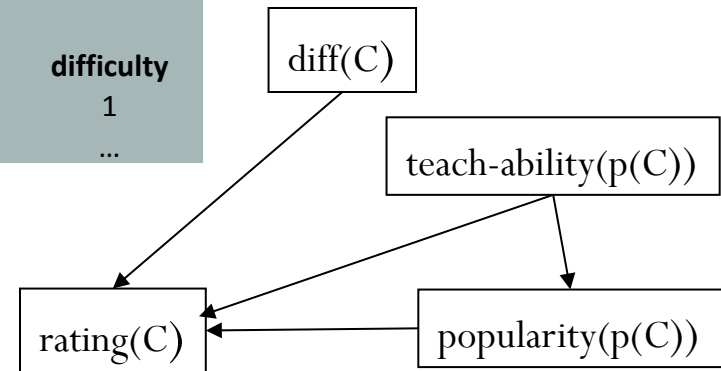 difficulty
1
...
diff(C)
teach-ability(p(C))
rating(C)
popularity(p(C))